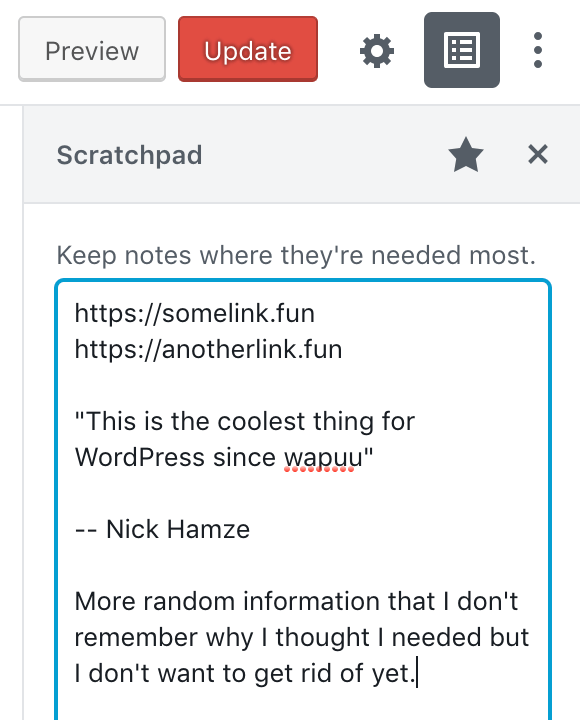 Preview Update
Scratchpad
Keep notes where they're needed most.
https://somelink.fun
https://anotherlink.fun
"This is the coolest thing for
WordPress since wapuu"
-- Nick Hamze
More random information that I don't
remember why I thought I needed but
I don't want to get rid of yet.